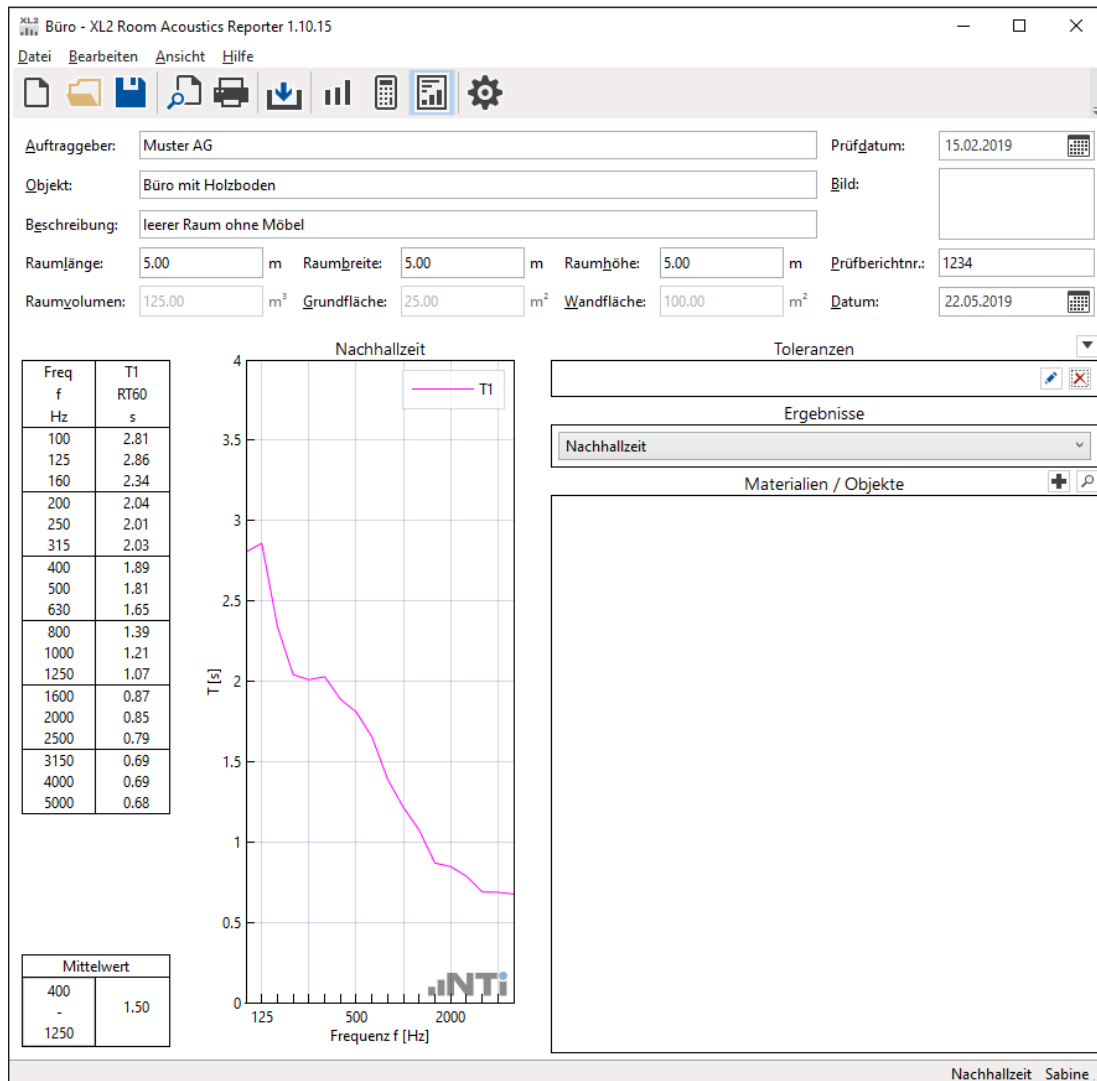 XL2 Büro - XL2 Room Acoustics Reporter 1.10.15
Datei Bearbeiten Ansicht Hilfe
Auftraggeber: Muster AG Prüfdatum: 15.02.2019
Objekt: Büro mit Holzboden Bild:
Beschreibung: leerer Raum ohne Möbel
Raumlänge: 5.00 m Raumbreite: 5.00 m Raumhöhe: 5.00 m Prüfberichtnr.: 1234
Raumvolumen: 125.00 m³ Grundfläche: 25.00 m² Wandfläche: 100.00 m² Datum: 22.05.2019
Freq T1
f RT60
Hz s
100 2.81
125 2.86
160 2.34
200 2.04
250 2.01
315 2.03
400 1.89
500 1.81
630 1.65
800 1.39
1000 1.21
1250 1.07
1600 0.87
2000 0.85
2500 0.79
3150 0.69
4000 0.69
5000 0.68
Mittelwert
400
- 1.50
1250
Nachhallzeit
T1
4
3.5
3
2.5
2
1.5
1
0.5
0
T [s]
NTi
125 500 2000
Frequenz f [Hz]
Toleranzen
Ergebnisse
Nachhallzeit
Materialien / Objekte
Nachhallzeit Sabine